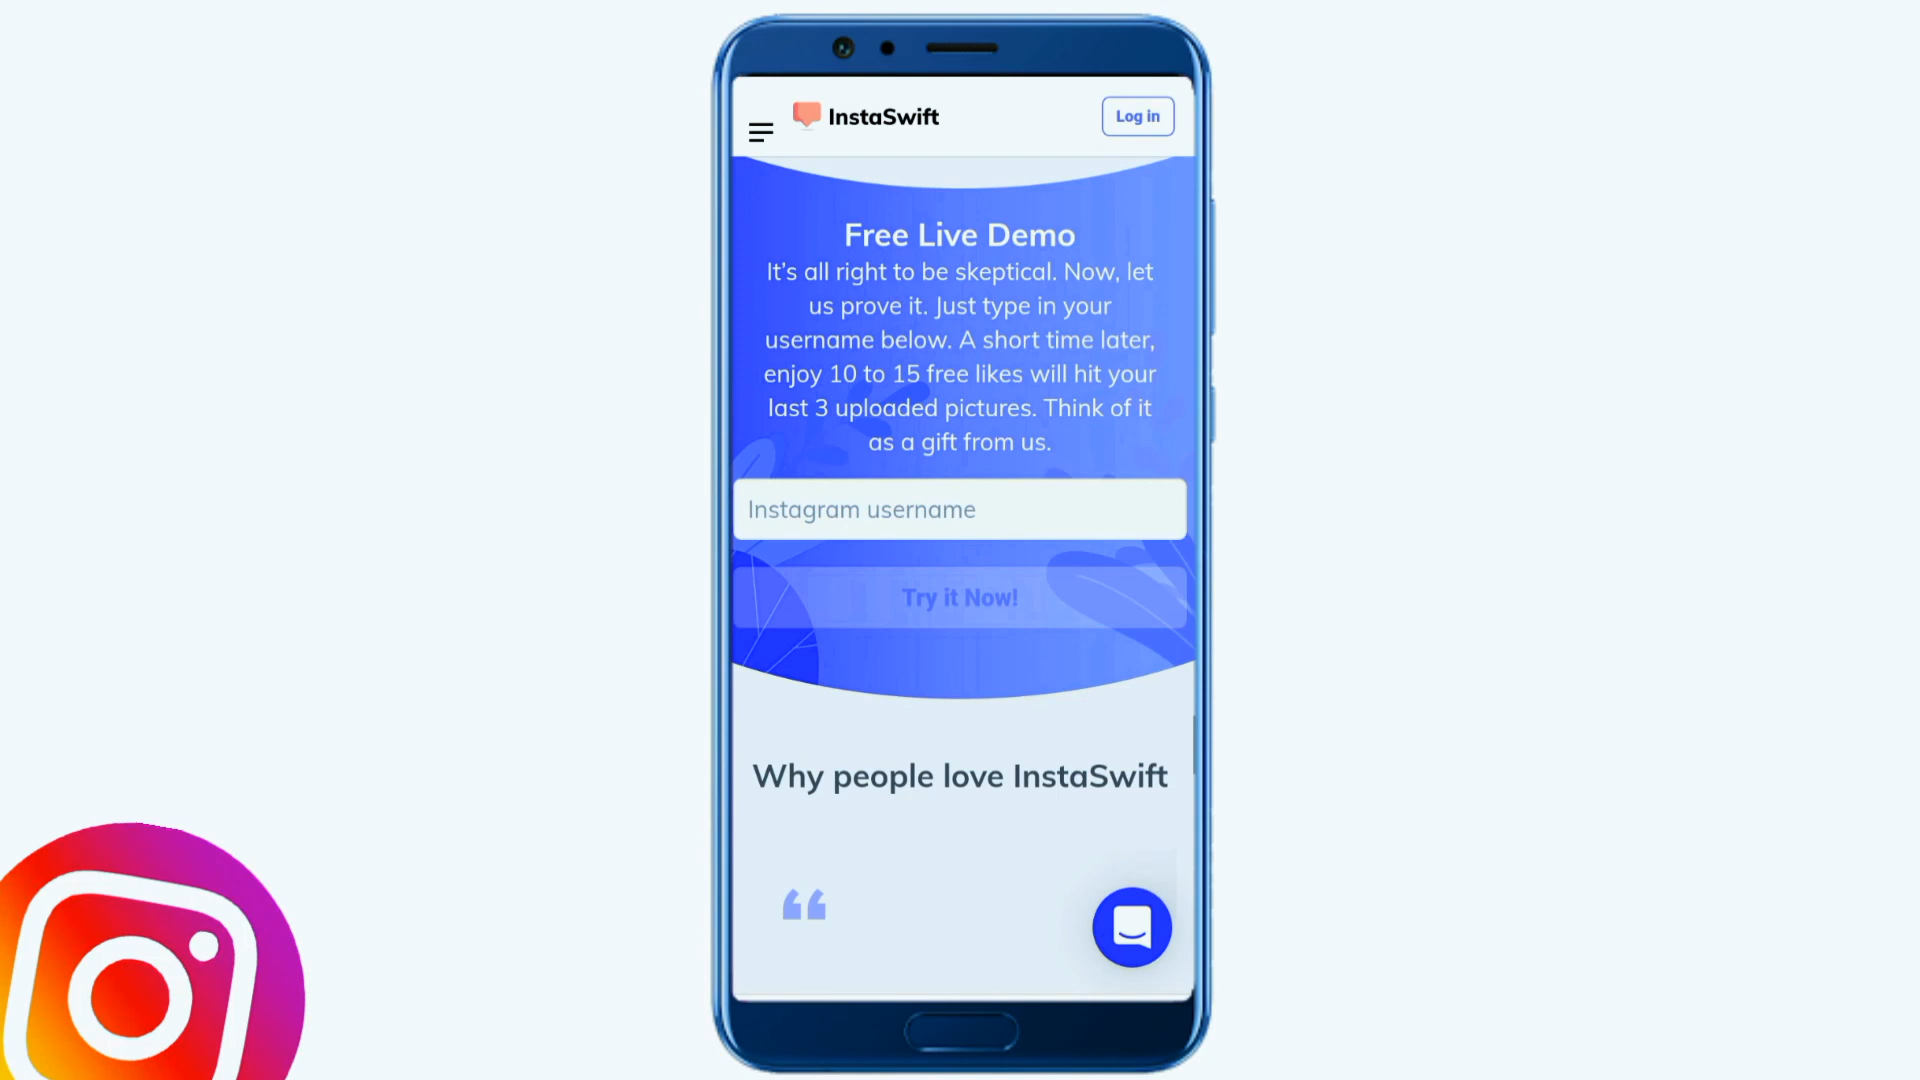 InstaSwift
Log in
Free Live Demo
It's all right to be skeptical. Now, let
us prove it. Just type in your
username below. A short time later,
enjoy 10 to 15 free likes will hit your
last 3 uploaded pictures. Think of it
as a gift from us.
Instagram username
Try it Now!
Why people love InstaSwift
“